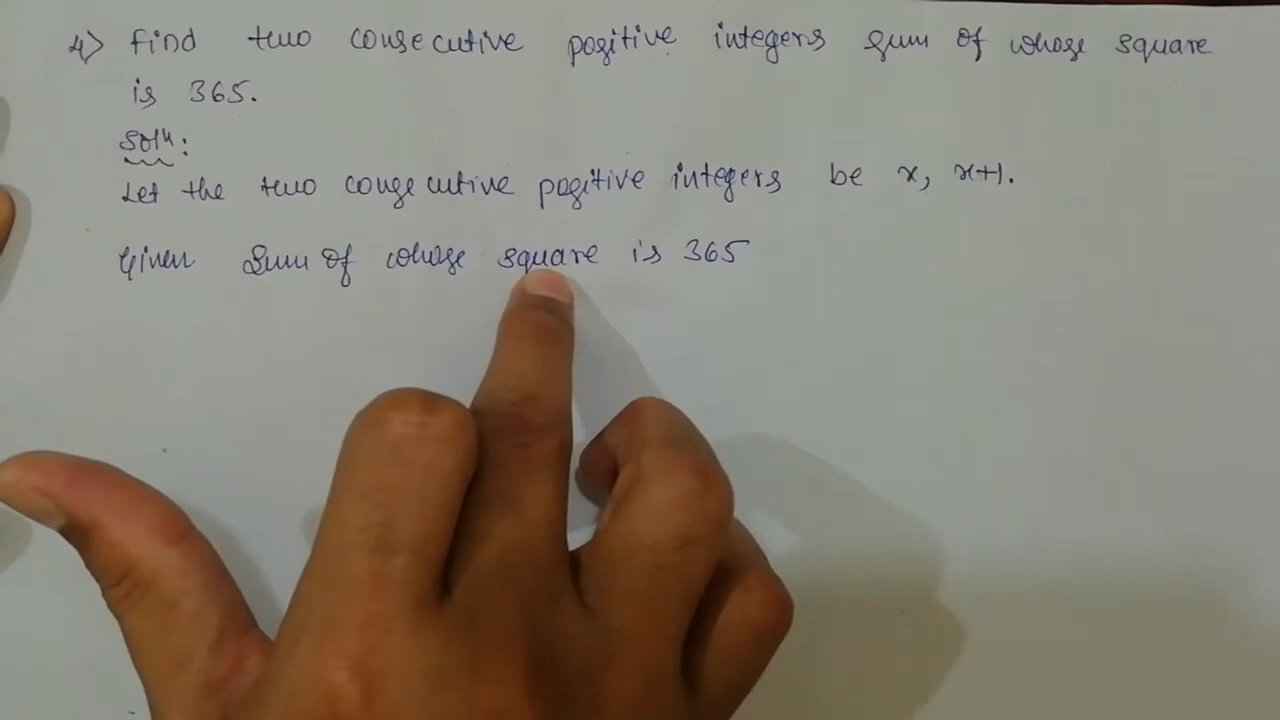 4) Find two consecutive positive integers sum of whose square
is 365.
Soln:
Let the two consecutive positive integers be x, x+1.
Given Sum of whose square is 365